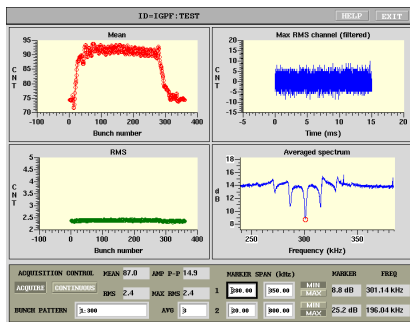 ID=IGPF:TEST HELP EXIT
Mean
CNT
95
90
85
80
75
70
-100 0 100 200 300 400
Bunch number
Max RMS channel (filtered)
CNT
20
15
10
5
0
-5
-10
-15
-5 0 5 10 15 20
Time (ms)
RMS
CNT
5
4.5
4
3.5
3
2.5
2
-100 0 100 200 300 400
Bunch number
Averaged spectrum
dB
18
16
14
12
10
8
250 300 350
Frequency (kHz)
ACQUISITION CONTROL MEAN 87.0 AMP P-P 14.9
ACQUIRE CONTINUOUS RMS 2.4 MAX RMS 2.4
BUNCH PATTERN 1:300 AVG 3
MARKER SPAN (kHz) MARKER FREQ
1 280.00 350.00 MIN MAX 8.8 dB 301.14 kHz
2 20.00 800.00 MIN MAX 25.2 dB 196.04 kHz